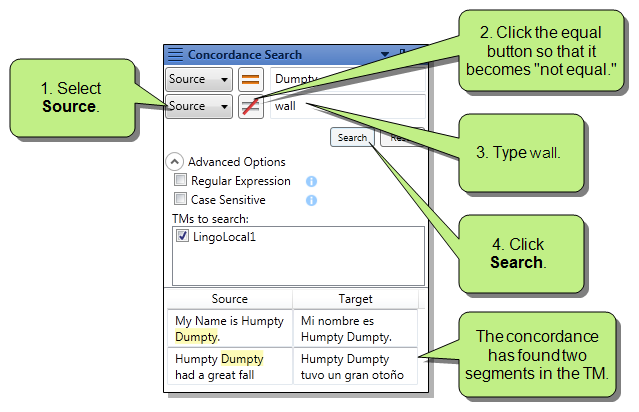 2. Click the equal
button so that it
becomes "not equal."
1. Select
Source.
Concordance Search
Source
Dumpty
Source
wall
3. Type wall.
Search
Advanced Options
Regular Expression
Case Sensitive
TMs to search:
LingoLocal1
4. Click
Search.
Source Target
My Name is Humpty Mi nombre es
Dumpty. Humpty Dumpty.
Humpty Dumpty Humpty Dumpty
had a great fall tuvo un gran otoño
The concordance
has found two
segments in the TM.